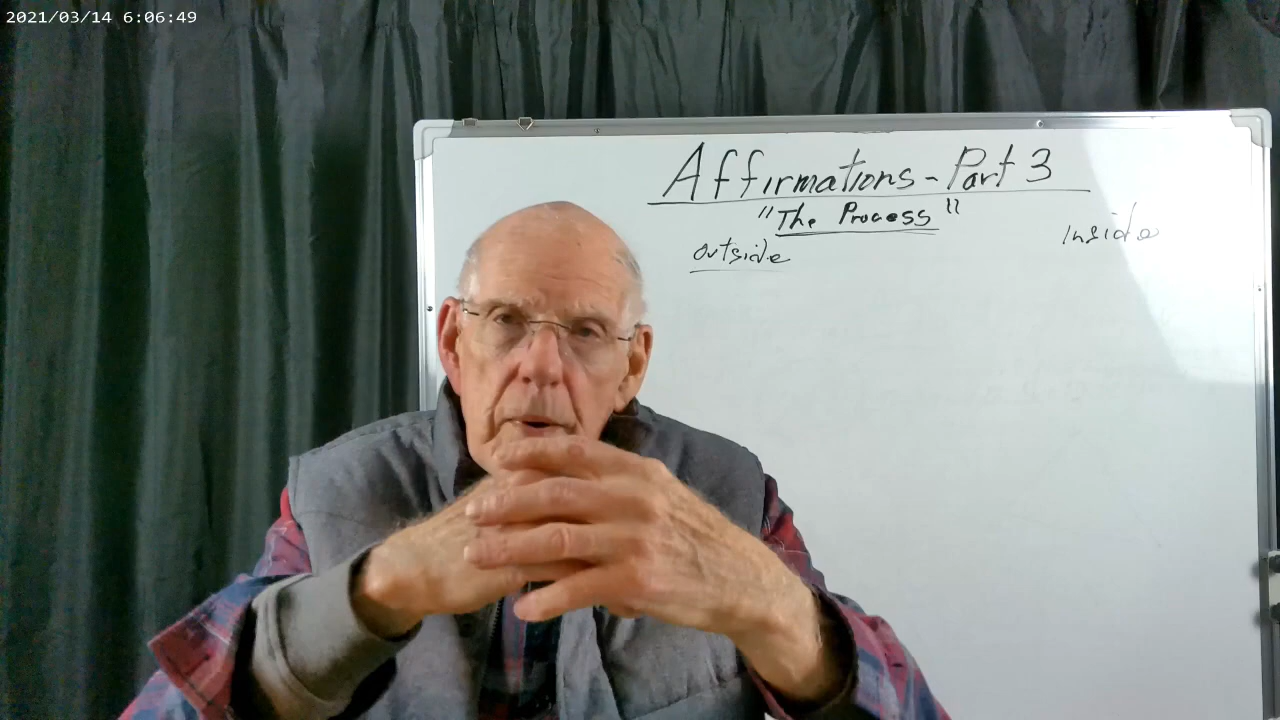 2021/03/14 6:06:49
Affirmations - Part 3
"The Process"
outside
Inside